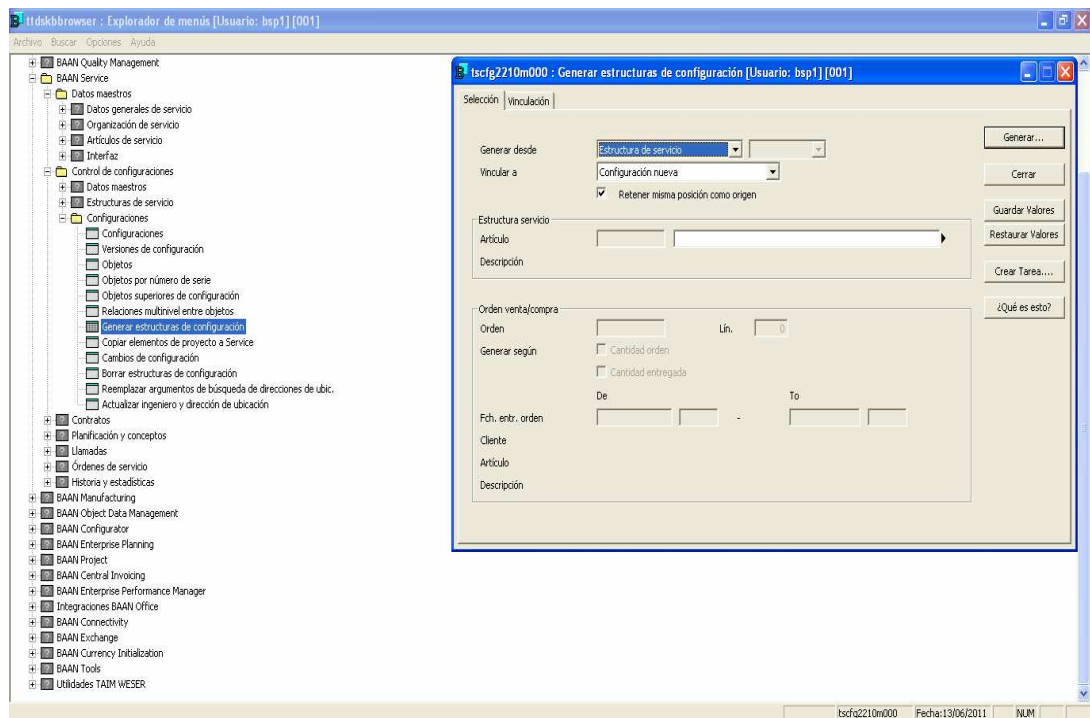 ttdskbbrowser : Explorador de menús [Usuario: bsp1] [001]
Archivo Buscar Opciones Ayuda
BAAN Quality Management
BAAN Service
Datos maestros
Datos generales de servicio
Organización de servicio
Artículos de servicio
Interfaz
Control de configuraciones
Datos maestros
Estructuras de servicio
Configuraciones
Configuraciones
Versiones de configuración
Objetos
Objetos por número de serie
Objetos superiores de configuración
Relaciones multinivel entre objetos
Generar estructuras de configuración
Copiar elementos de proyecto a Service
Cambios de configuración
Borrar estructuras de configuración
Reemplazar argumentos de búsqueda de direcciones de ubic.
Actualizar ingeniero y dirección de ubicación
Contratos
Planificación y conceptos
Llamadas
Órdenes de servicio
Historia y estadísticas
BAAN Manufacturing
BAAN Object Data Management
BAAN Configurator
BAAN Enterprise Planning
BAAN Project
BAAN Central Invoicing
BAAN Enterprise Performance Manager
Integraciones BAAN Office
BAAN Connectivity
BAAN Exchange
BAAN Currency Initialization
BAAN Tools
Utilidades TAIM WESER
tscfg2210m000 : Generar estructuras de configuración [Usuario: bsp1] [001]
Selección Vinculación
Generar desde Estructura de servicio
Vincular a Configuración nueva
Retener misma posición como origen
Estructura servicio
Artículo
Descripción
Orden venta/compra
Orden Lín. 0
Generar según Cantidad orden
Cantidad entregada
De To
Fch. entr. orden -
Cliente
Artículo
Descripción
Generar...
Cerrar
Guardar Valores
Restaurar Valores
Crear Tarea....
¿Qué es esto?
tscfg2210m000 Fecha:13/06/2011 NUM